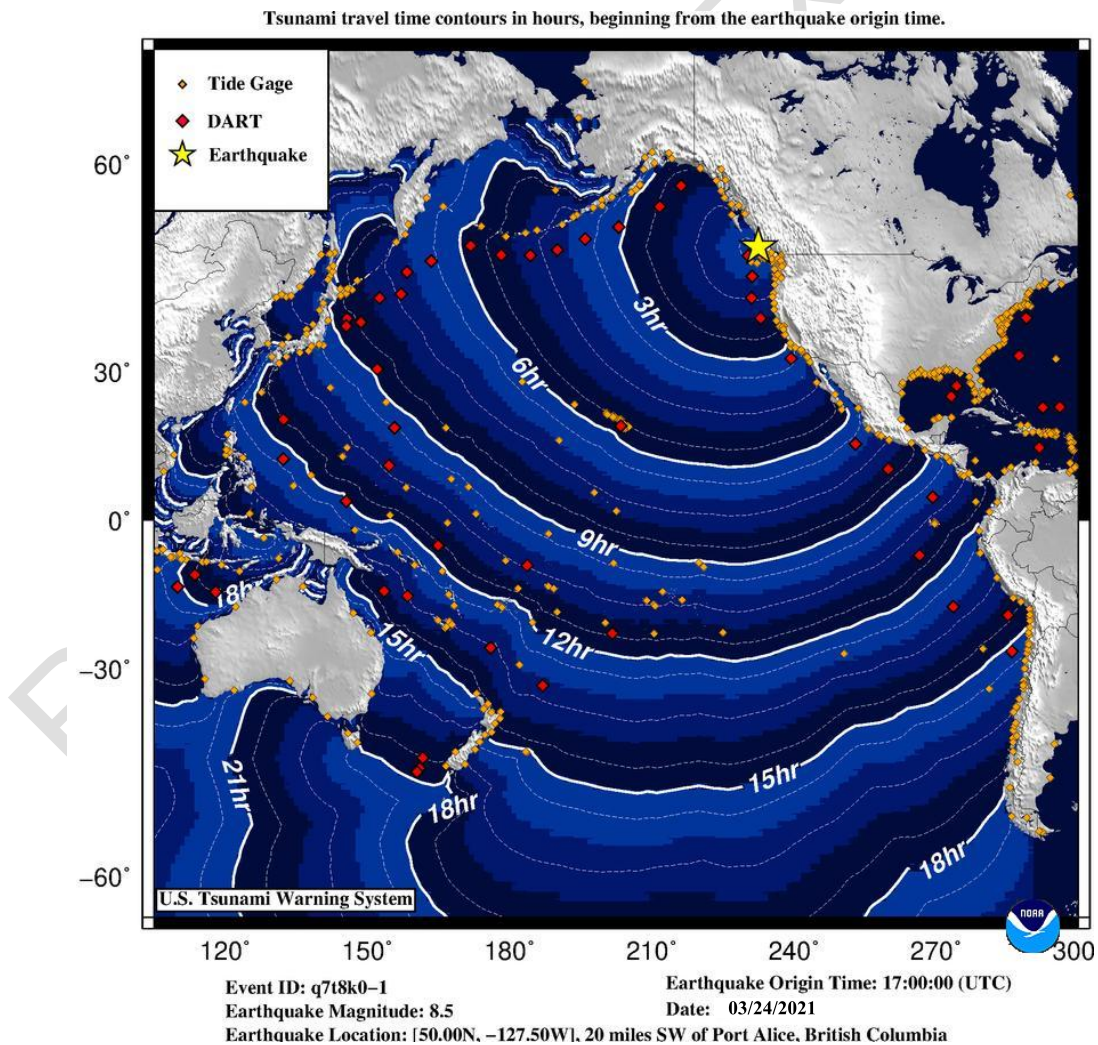 Tsunami travel time contours in hours, beginning from the earthquake origin time.
Tide Gage
DART
Earthquake
60°
30°
0°
−30°
−60°
3hr
6hr
9hr
12hr
15hr
18hr
15hr
18hr
21hr
18hr
U.S. Tsunami Warning System
NOAA
120° 150° 180° 210° 240° 270° 300
Event ID: q7t8k0−1
Earthquake Magnitude: 8.5
Earthquake Location: [50.00N, −127.50W], 20 miles SW of Port Alice, British Columbia
Earthquake Origin Time: 17:00:00 (UTC)
Date: 03/24/2021